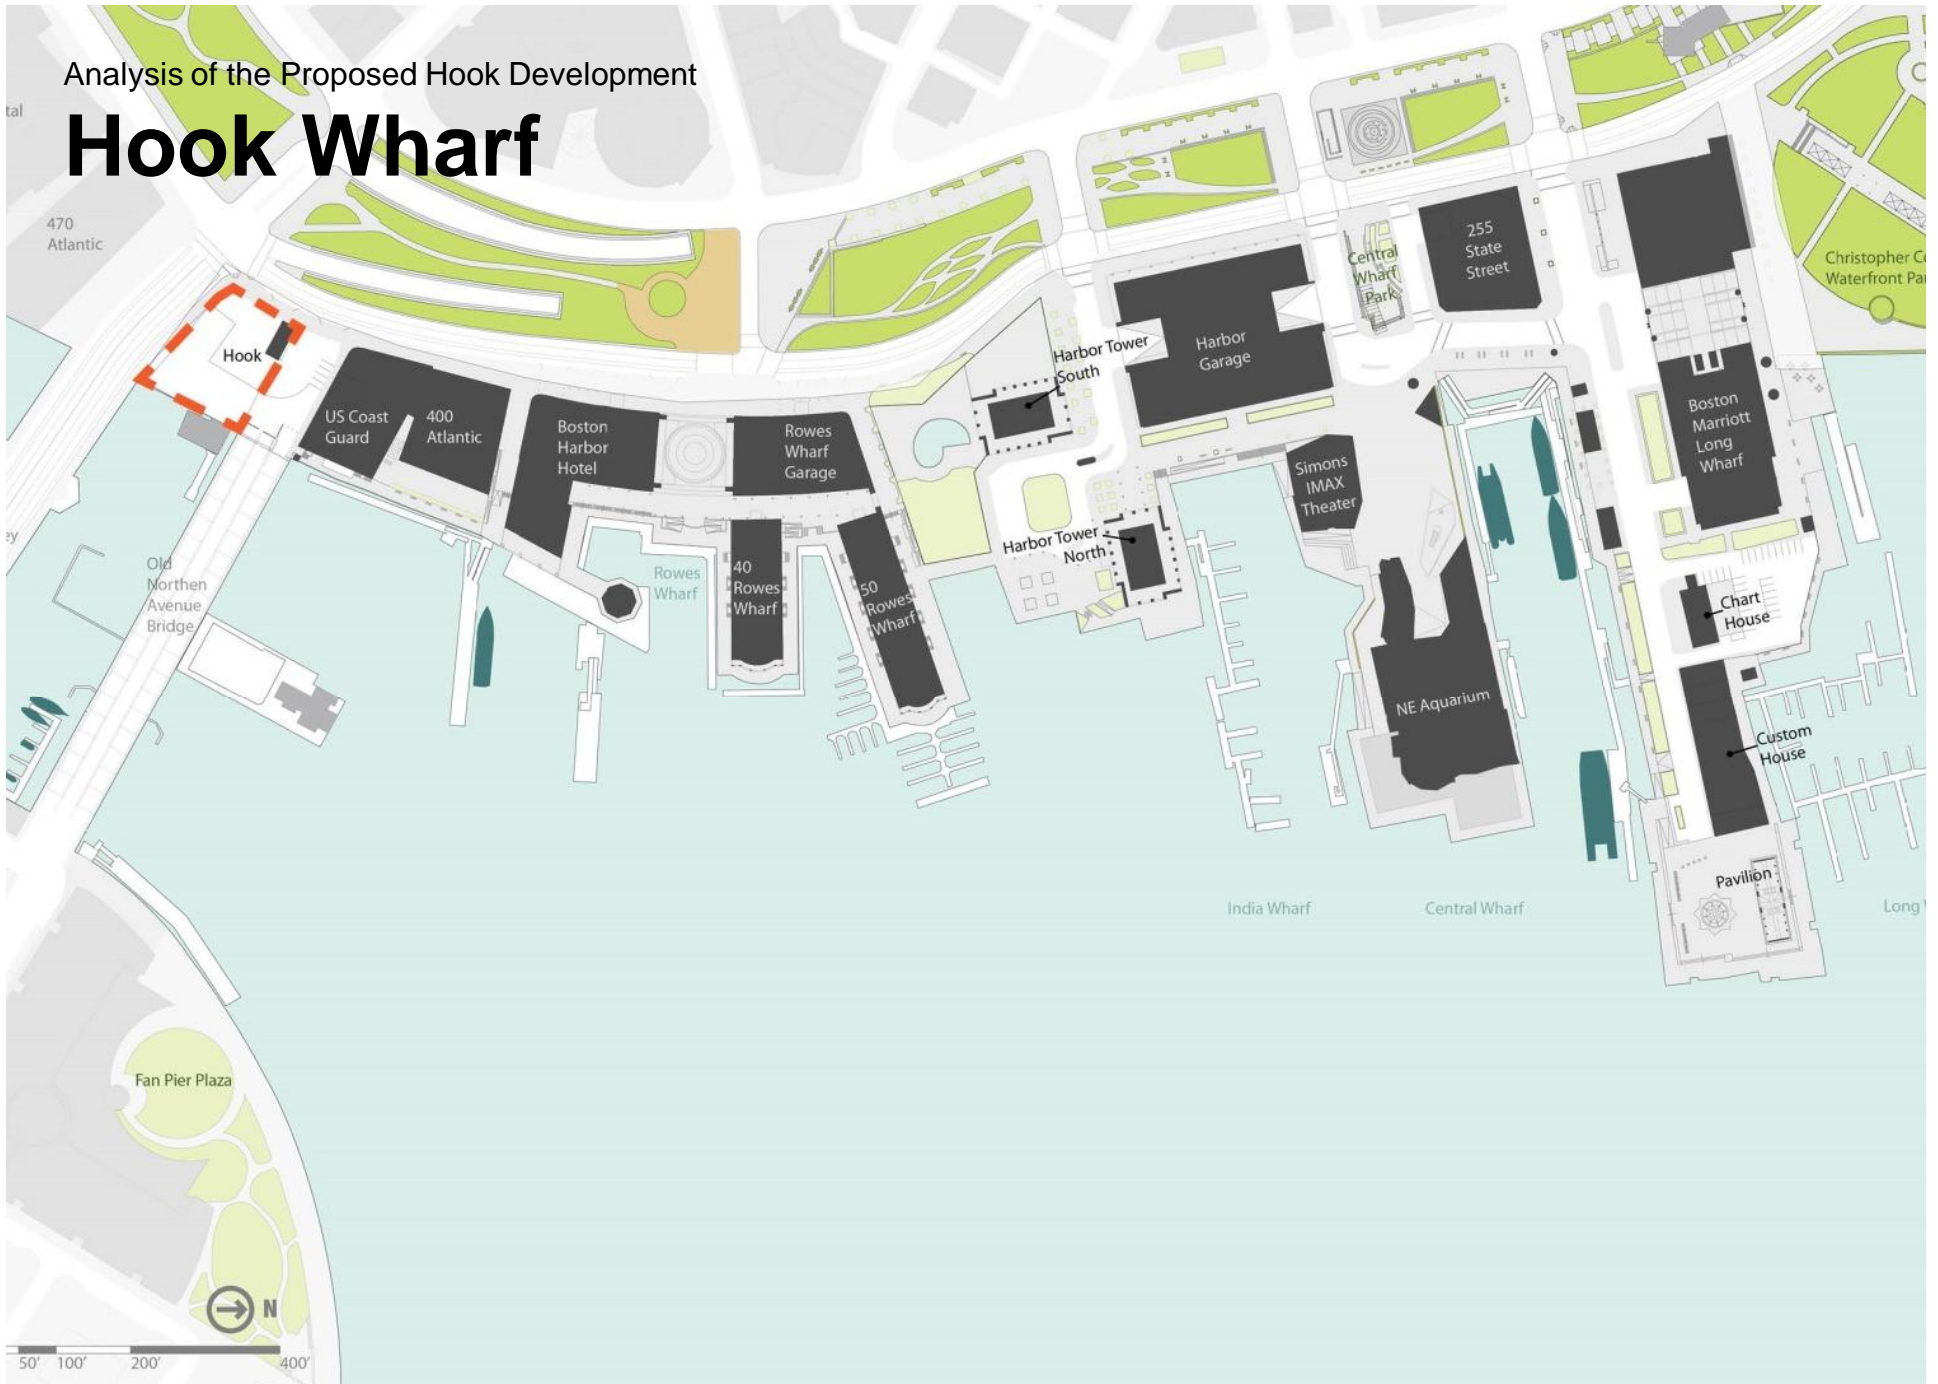 Analysis of the Proposed Hook Development
Hook Wharf
tal
470
Atlantic
Hook
US Coast
Guard
400
Atlantic
Boston
Harbor
Hotel
Rowes
Wharf
Garage
Harbor Tower
South
Harbor
Garage
Central
Wharf
Park
255
State
Street
Christopher C
Waterfront Pa
Boston
Marriott
Long
Wharf
Simons
IMAX
Theater
Harbor Tower
North
Rowes
Wharf
40
Rowes
Wharf
50
Rowes
Wharf
ey
Old
Northen
Avenue
Bridge
Chart
House
NE Aquarium
Custom
House
Pavilion
India Wharf
Central Wharf
Long
Fan Pier Plaza
N
50' 100' 200' 400'